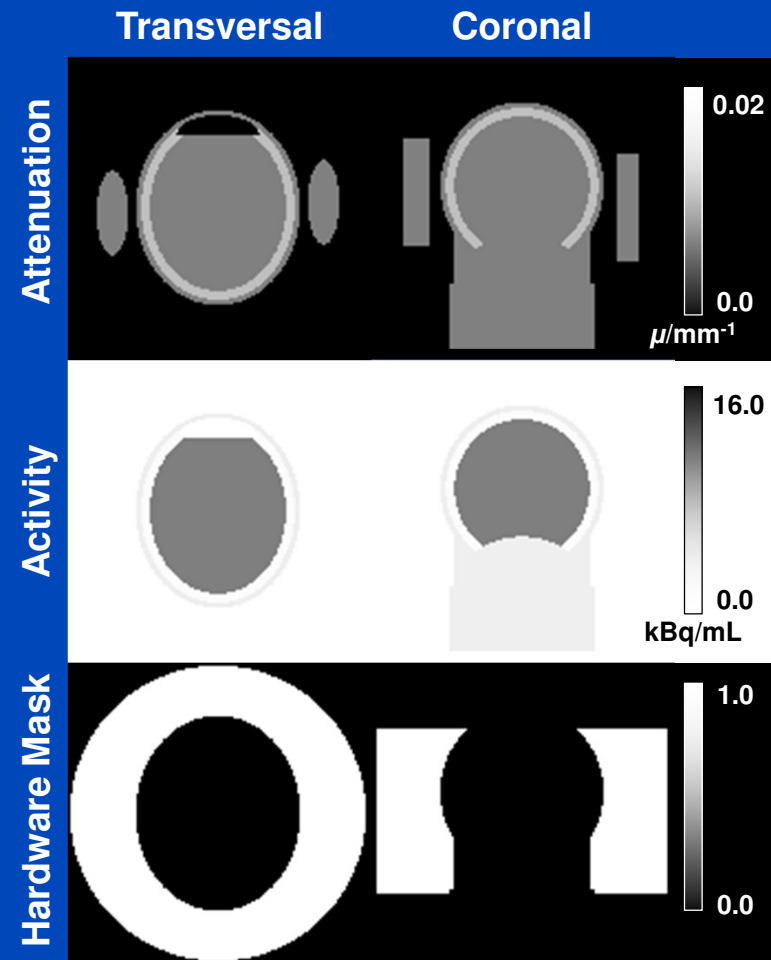 Transversal
Coronal
Attenuation
0.02
0.0
μ/mm-1
Activity
16.0
0.0
kBq/mL
Hardware Mask
1.0
0.0